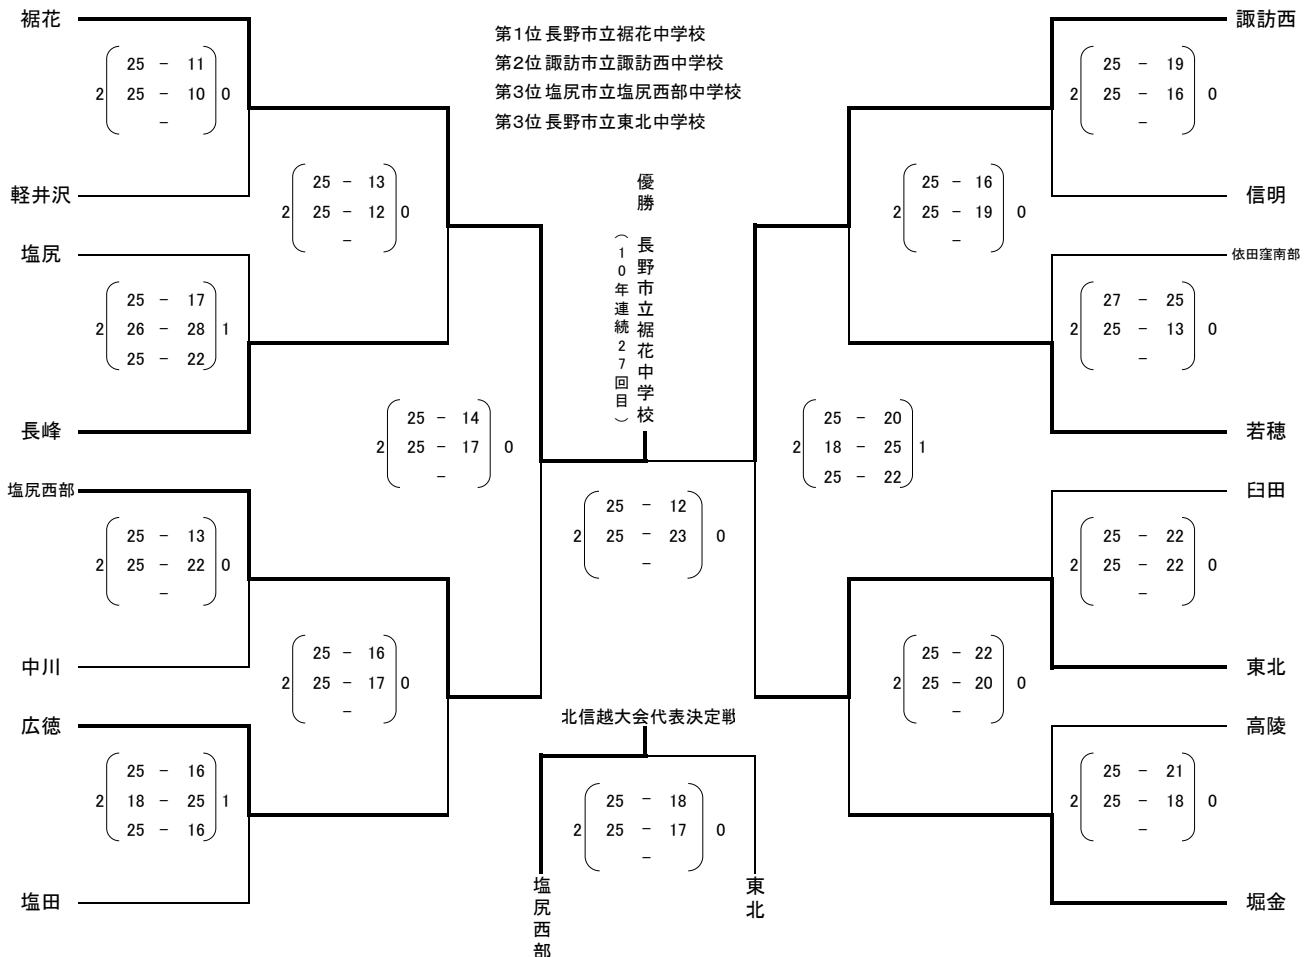 第1位 長野市立裾花中学校
第2位 諏訪市立諏訪西中学校
第3位 塩尻市立塩尻西部中学校
第3位 長野市立東北中学校
優勝 長野市立裾花中学校
（10年連続27回目）
裾花
25 － 11
2 25 － 10 0
－
軽井沢
25 － 13
2 25 － 12 0
－
塩尻
25 － 17
2 26 － 28 1
25 － 22
長峰
25 － 14
2 25 － 17 0
－
塩尻西部
25 － 13
2 25 － 22 0
－
中川
25 － 16
2 25 － 17 0
－
広徳
25 － 16
2 18 － 25 1
25 － 16
塩田
25 － 12
2 25 － 23 0
－
北信越大会代表決定戦
25 － 18
2 25 － 17 0
－
塩尻西部
東北
諏訪西
25 － 19
2 25 － 16 0
－
信明
25 － 16
2 25 － 19 0
－
依田窪南部
27 － 25
2 25 － 13 0
－
若穂
25 － 20
2 18 － 25 1
25 － 22
臼田
25 － 22
2 25 － 22 0
－
東北
25 － 22
2 25 － 20 0
－
高陵
25 － 21
2 25 － 18 0
－
堀金